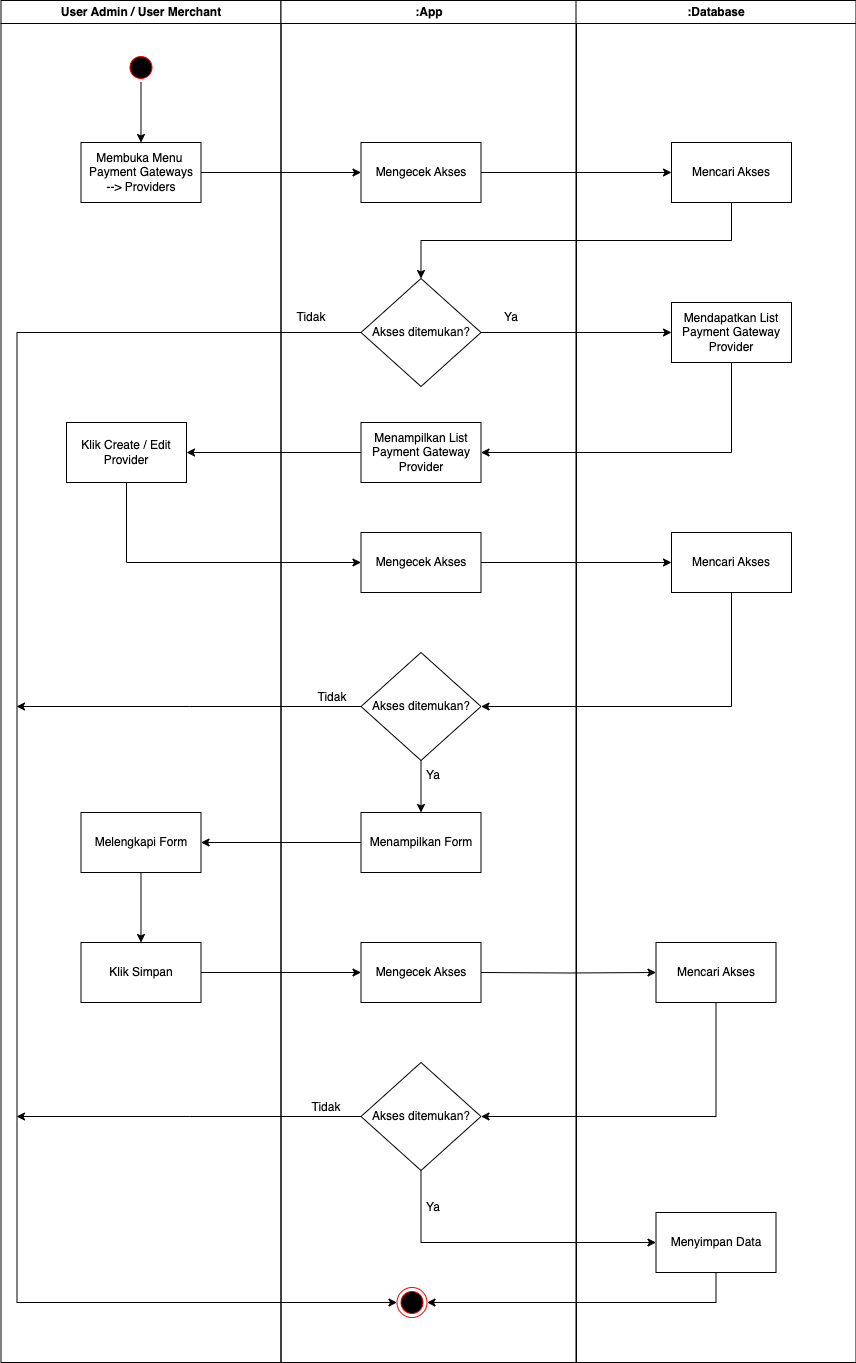 User Admin / User Merchant
:App
:Database
Membuka Menu
Payment Gateways
--> Providers
Mengecek Akses
Mencari Akses
Tidak
Akses ditemukan?
Ya
Mendapatkan List
Payment Gateway
Provider
Klik Create / Edit
Provider
Menampilkan List
Payment Gateway
Provider
Mengecek Akses
Mencari Akses
Tidak
Akses ditemukan?
Ya
Melengkapi Form
Menampilkan Form
Klik Simpan
Mengecek Akses
Mencari Akses
Tidak
Akses ditemukan?
Ya
Menyimpan Data